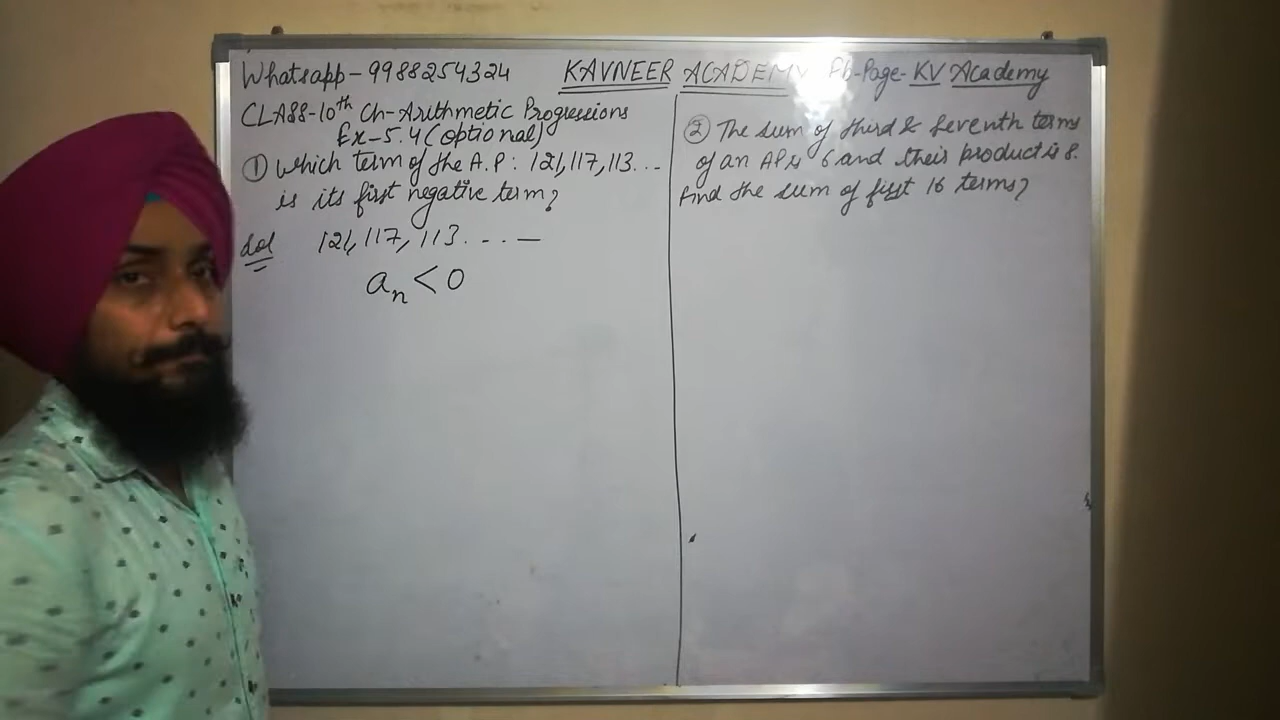 Whatsapp-9988254324 KAVNEER ACADEMY Fb-Page-KV Academy
CLASS-10th Ch-Arithmetic Progressions
Ex-5.4 (optional)
① Which term of the A.P: 121,117,113...
is its first negative term?
Sol 121,117,113....—
an<0
② The sum of third & seventh terms
of an AP is 6 and their product is 8.
find the sum of first 16 terms?